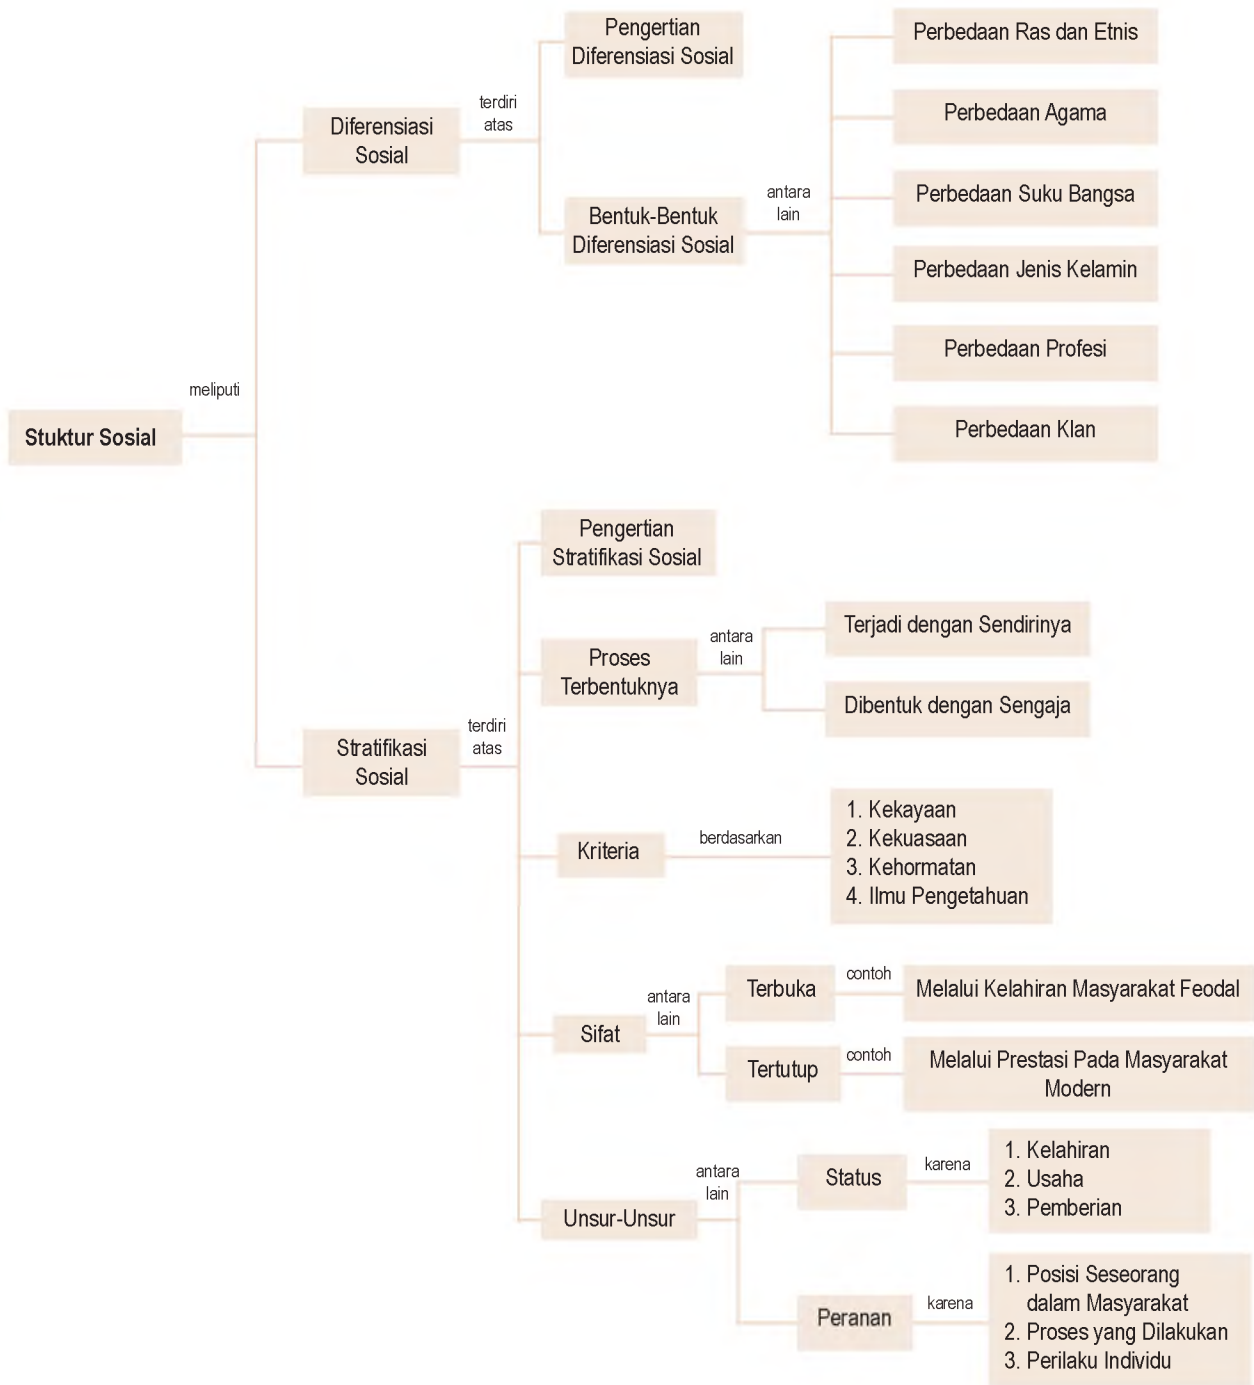 Stuktur Sosial
meliputi
Diferensiasi
Sosial
terdiri
atas
Pengertian
Diferensiasi Sosial
Bentuk-Bentuk
Diferensiasi Sosial
antara
lain
Perbedaan Ras dan Etnis
Perbedaan Agama
Perbedaan Suku Bangsa
Perbedaan Jenis Kelamin
Perbedaan Profesi
Perbedaan Klan
Stratifikasi
Sosial
terdiri
atas
Pengertian
Stratifikasi Sosial
Proses
Terbentuknya
antara
lain
Terjadi dengan Sendirinya
Dibentuk dengan Sengaja
Kriteria
berdasarkan
1. Kekayaan
2. Kekuasaan
3. Kehormatan
4. Ilmu Pengetahuan
Sifat
antara
lain
Terbuka
contoh
Melalui Kelahiran Masyarakat Feodal
Tertutup
contoh
Melalui Prestasi Pada Masyarakat
Modern
Unsur-Unsur
antara
lain
Status
karena
1. Kelahiran
2. Usaha
3. Pemberian
Peranan
karena
1. Posisi Seseorang
dalam Masyarakat
2. Proses yang Dilakukan
3. Perilaku Individu